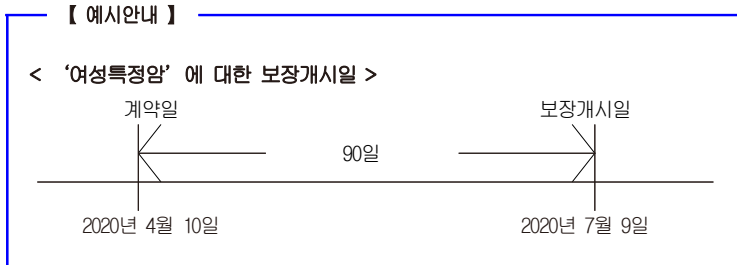 【 예시안내 】
< ‘여성특정암’ 에 대한 보장개시일 >
계약일 보장개시일
90일
2020년 4월 10일 2020년 7월 9일